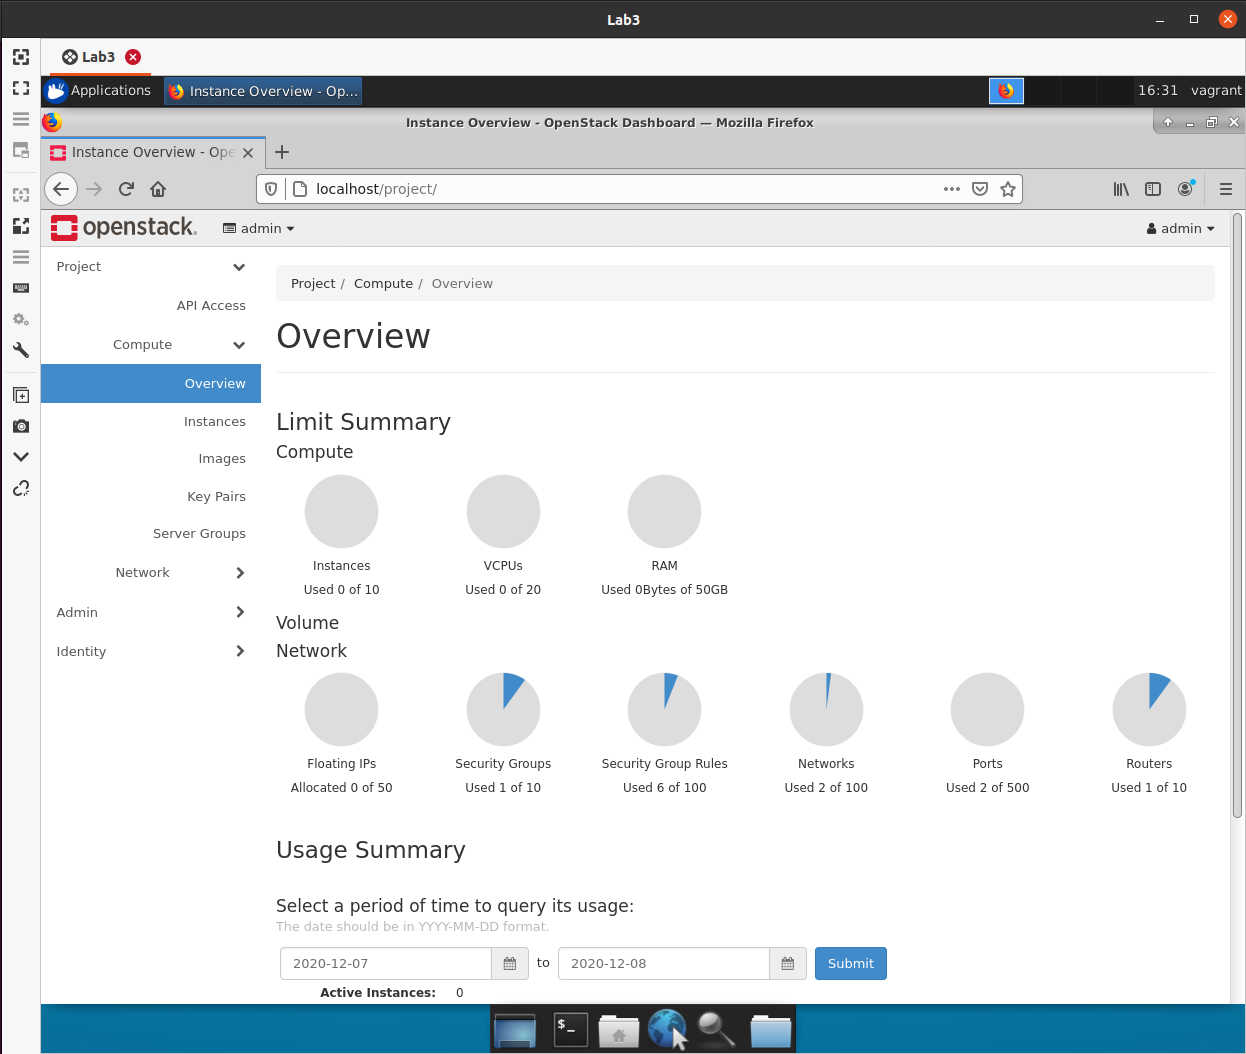 Lab3
Lab3
Applications
Instance Overview - Op...
16:31
vagrant
Instance Overview - OpenStack Dashboard — Mozilla Firefox
Instance Overview - Ope
localhost/project/
openstack.
admin
admin
Project
API Access
Compute
Overview
Instances
Images
Key Pairs
Server Groups
Network
Admin
Identity
Project / Compute / Overview
Overview
Limit Summary
Compute
Instances
Used 0 of 10
VCPUs
Used 0 of 20
RAM
Used 0Bytes of 50GB
Volume
Network
Floating IPs
Allocated 0 of 50
Security Groups
Used 1 of 10
Security Group Rules
Used 6 of 100
Networks
Used 2 of 100
Ports
Used 2 of 500
Routers
Used 1 of 10
Usage Summary
Select a period of time to query its usage:
The date should be in YYYY-MM-DD format.
2020-12-07 to 2020-12-08 Submit
Active Instances: 0
$_